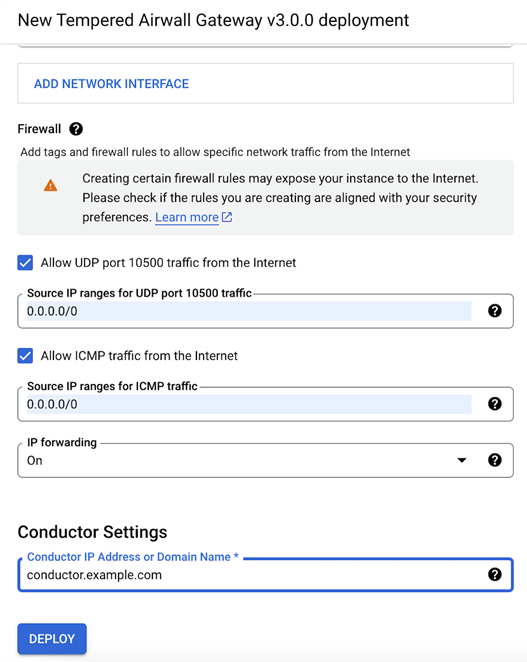 New Tempered Airwall Gateway v3.0.0 deployment
ADD NETWORK INTERFACE
Firewall
Add tags and firewall rules to allow specific network traffic from the Internet
Creating certain firewall rules may expose your instance to the Internet.
Please check if the rules you are creating are aligned with your security
preferences. Learn more
Allow UDP port 10500 traffic from the Internet
Source IP ranges for UDP port 10500 traffic
0.0.0.0/0
Allow ICMP traffic from the Internet
Source IP ranges for ICMP traffic
0.0.0.0/0
IP forwarding
On
Conductor Settings
Conductor IP Address or Domain Name *
conductor.example.com
DEPLOY